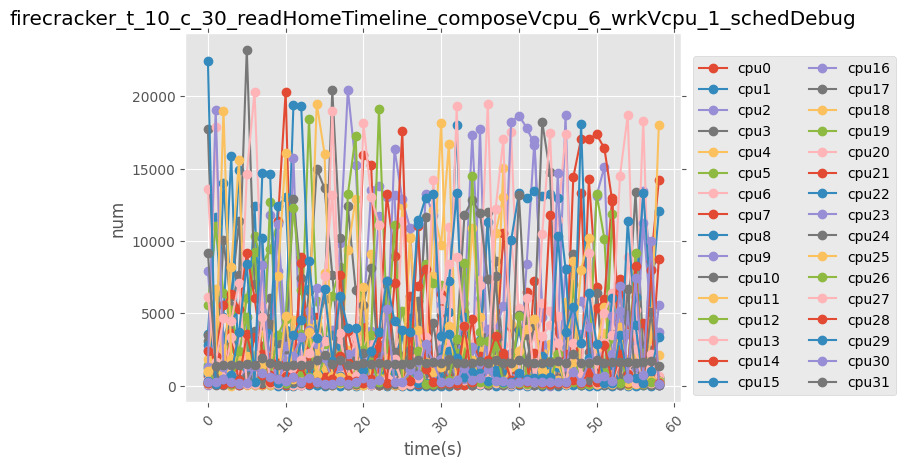 firecracker_t_10_c_30_readHomeTimeline_composeVcpu_6_wrkVcpu_1_schedDebug
num
20000
15000
10000
5000
0
0
10
20
30
40
50
60
time(s)
cpu0
cpu1
cpu2
cpu3
cpu4
cpu5
cpu6
cpu7
cpu8
cpu9
cpu10
cpu11
cpu12
cpu13
cpu14
cpu15
cpu16
cpu17
cpu18
cpu19
cpu20
cpu21
cpu22
cpu23
cpu24
cpu25
cpu26
cpu27
cpu28
cpu29
cpu30
cpu31